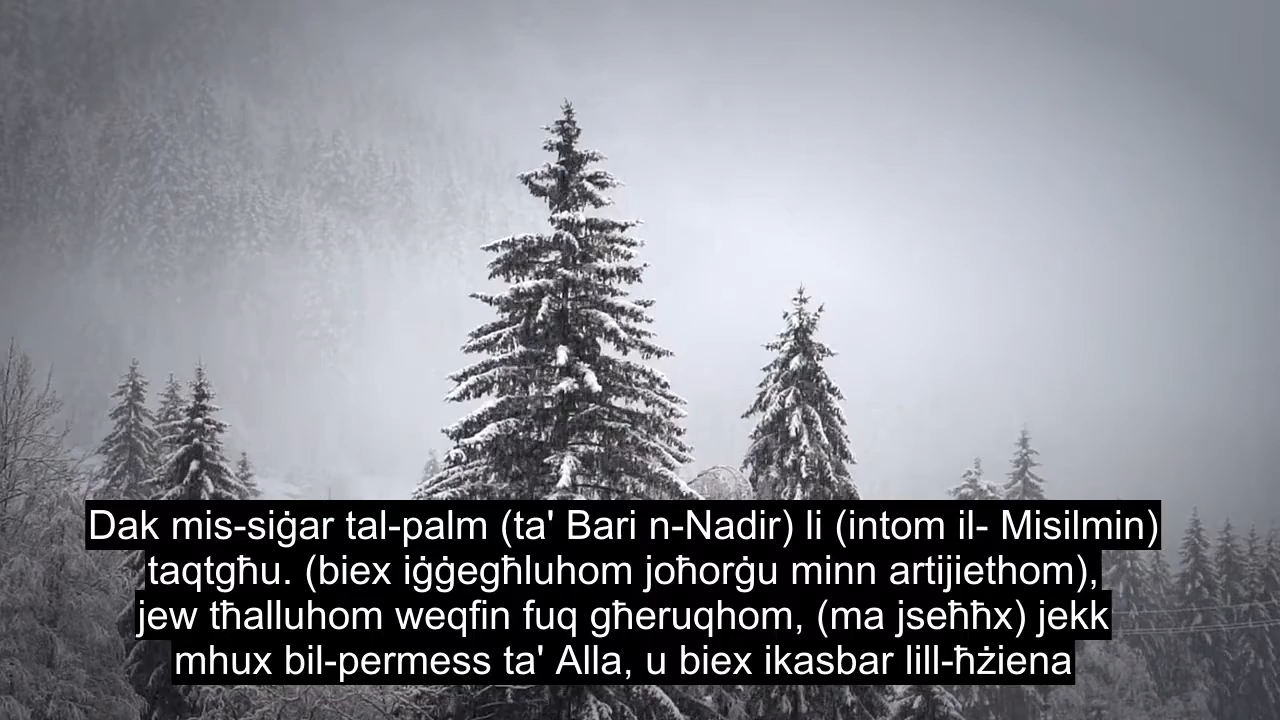 Dak mis-siġar tal-palm (ta' Bari n-Nadir) li (intom il- Misilmin)
taqtgħu. (biex iġġegħluhom joħorġu minn artijiethom),
jew tħalluhom weqfin fuq għeruqhom, (ma jseħħx) jekk
mhux bil-permess ta' Alla, u biex ikasbar lill-ħżiena